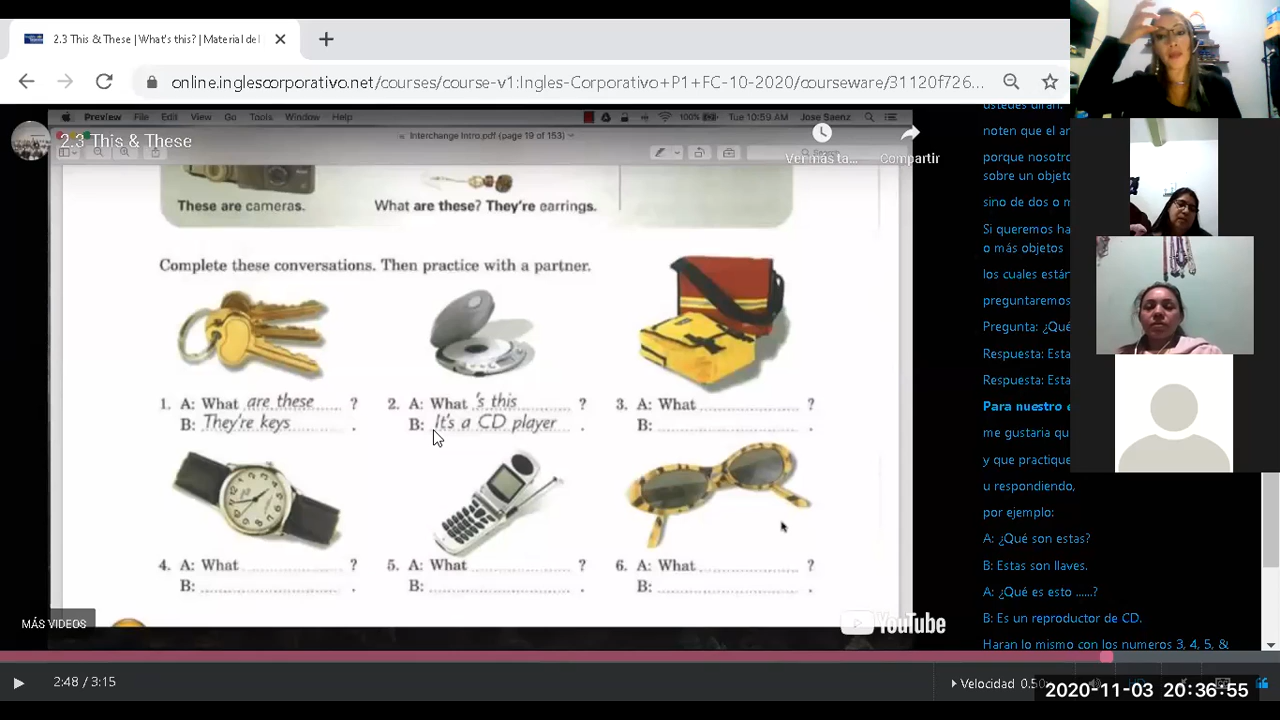 2.3 This & These | What's this? | Material del
online.inglescorporativo.net/courses/course-v1:Ingles-Corporativo+P1+FC-10-2020/courseware/31120f726...
Preview File Edit View Go Tools Window Help 100% Tue 10:59 AM Jose Saenz
Interchange Intro.pdf (page 19 of 153)
2.3 This & These
Search
Ver más ta... Compartir
These are cameras. What are these? They're earrings.
Complete these conversations. Then practice with a partner.
1. A: What are these ?
B: They're keys .
2. A: What 's this ?
B: It's a CD player .
3. A: What ?
B: .
4. A: What ?
B: .
5. A: What ?
B: .
6. A: What ?
B: .
MÁS VIDEOS
YouTube
2:48 / 3:15
Velocidad 0.50x
ustedes dirán:
noten que el
porque nosotro
sobre un objeto
sino de dos o m
Si queremos ha
o más objetos
los cuales están
preguntaremos
Pregunta: ¿Qué
Respuesta: Esta
Respuesta: Esta
Para nuestro e
me gustaria qu
y que practique
u respondiendo,
por ejemplo:
A: ¿Qué son estas?
B: Estas son llaves.
A: ¿Qué es esto ......?
B: Es un reproductor de CD.
Haran lo mismo con los numeros 3, 4, 5, &
2020-11-03 20:36:55